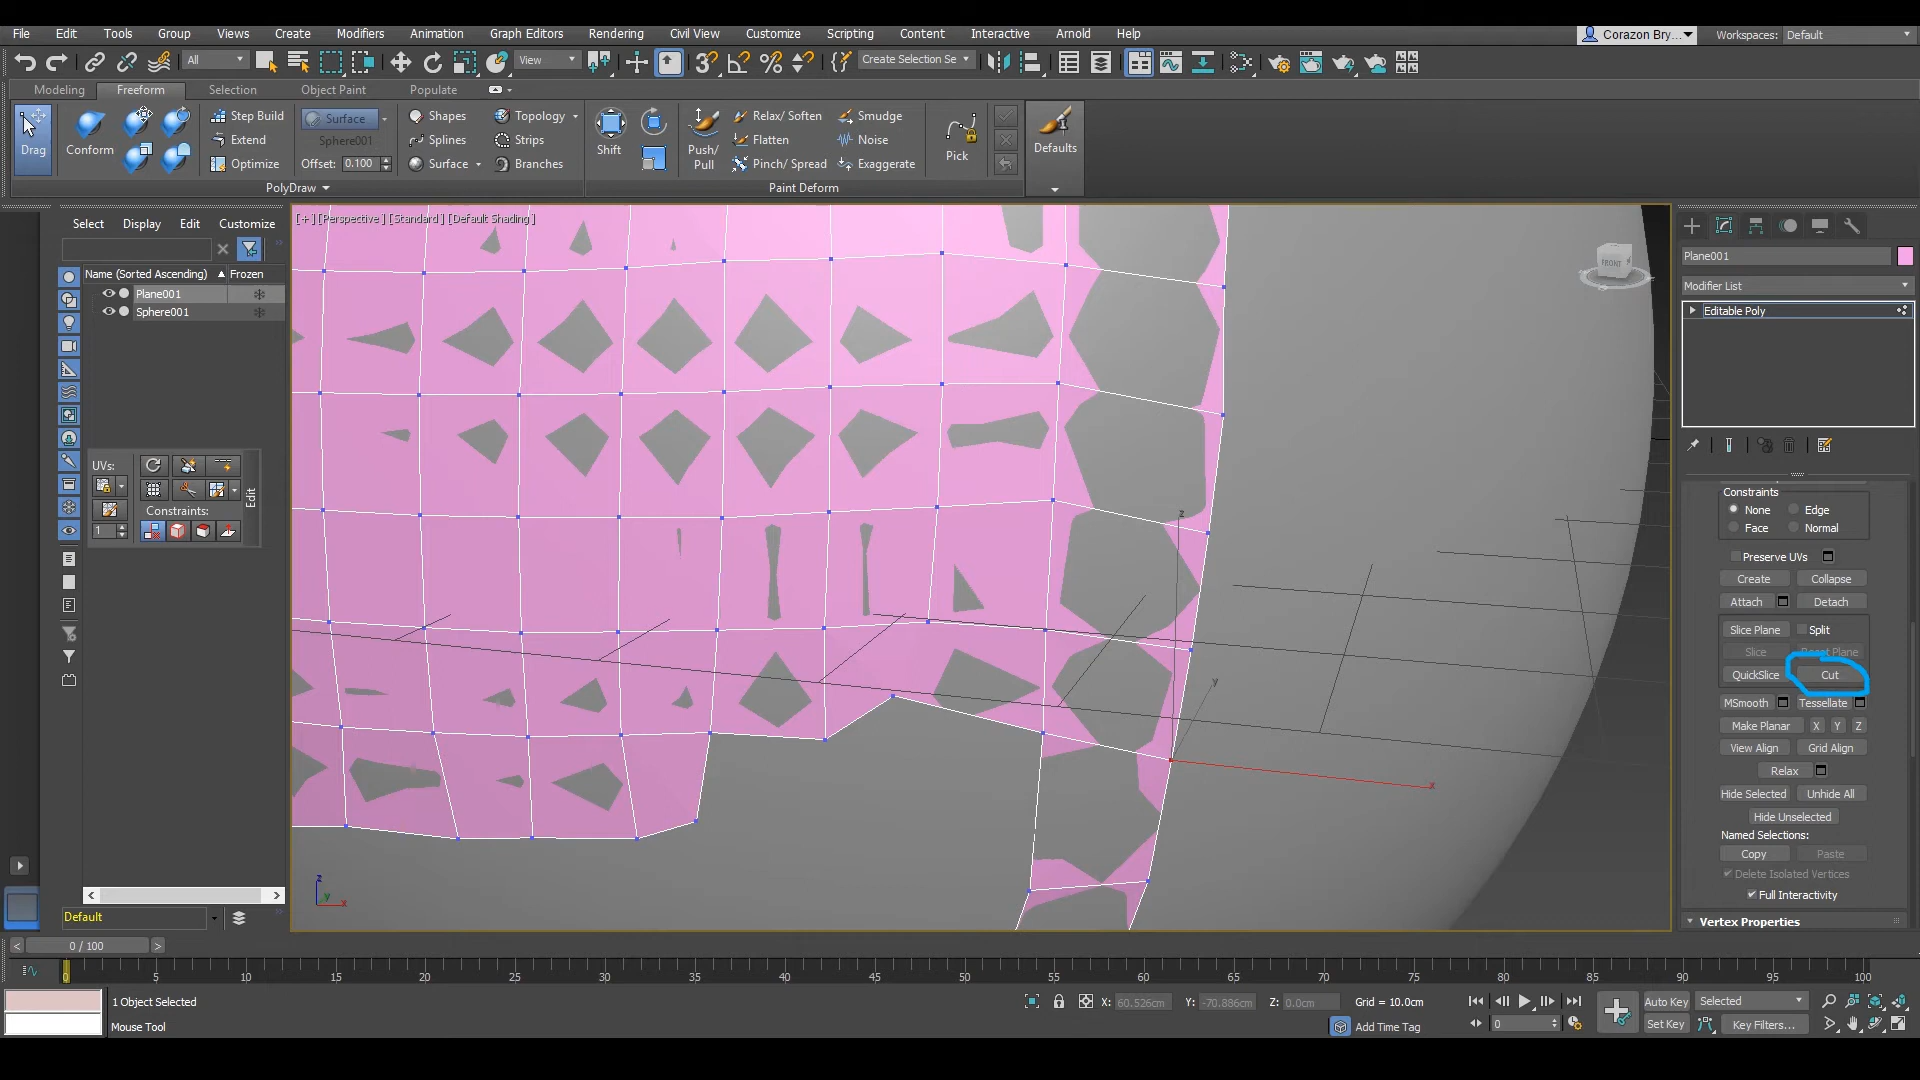 File Edit Tools Group Views Create Modifiers Animation Graph Editors Rendering Civil View Customize Scripting Content Interactive Arnold Help
Corazon Bry... Workspaces: Default
All View Create Selection Se
Modeling Freeform Selection Object Paint Populate
Drag Conform
Step Build
Extend
Optimize
Surface
Sphere001
Offset: 0.100
Shapes
Splines
Surface
Topology
Strips
Branches
PolyDraw
Shift Push/
Pull
Relax/ Soften
Flatten
Pinch/ Spread
Smudge
Noise
Exaggerate
Pick
Paint Deform
Defaults
Select Display Edit Customize
Name (Sorted Ascending) Frozen
Plane001
Sphere001
UVs:
Constraints:
1
Edit
Default
[+][Perspective][Standard][Default Shading]
FRONT
z
y
x
z
y
x
Plane001
Modifier List
Editable Poly
Constraints
None Edge
Face Normal
Preserve UVs
Create Collapse
Attach Detach
Slice Plane Split
Slice Reset Plane
QuickSlice Cut
MSmooth Tessellate
Make Planar X Y Z
View Align Grid Align
Relax
Hide Selected Unhide All
Hide Unselected
Named Selections:
Copy Paste
Delete Isolated Vertices
Full Interactivity
Vertex Properties
< 0 / 100 >
0 5 10 15 20 25 30 35 40 45 50 55 60 65 70 75 80 85 90 95 100
1 Object Selected
Mouse Tool
X: 60.526cm Y: -70.886cm Z: 0.0cm Grid = 10.0cm
Add Time Tag
0
Auto Key Selected
Set Key Key Filters...